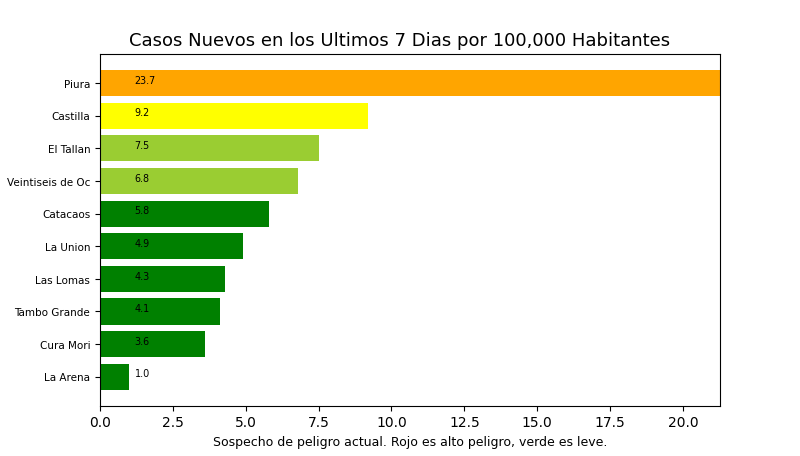 Casos Nuevos en los Ultimos 7 Dias por 100,000 Habitantes
Piura 23.7
Castilla 9.2
El Tallan 7.5
Veintiseis de Oc 6.8
Catacaos 5.8
La Union 4.9
Las Lomas 4.3
Tambo Grande 4.1
Cura Mori 3.6
La Arena 1.0
0.0 2.5 5.0 7.5 10.0 12.5 15.0 17.5 20.0
Sospecho de peligro actual. Rojo es alto peligro, verde es leve.